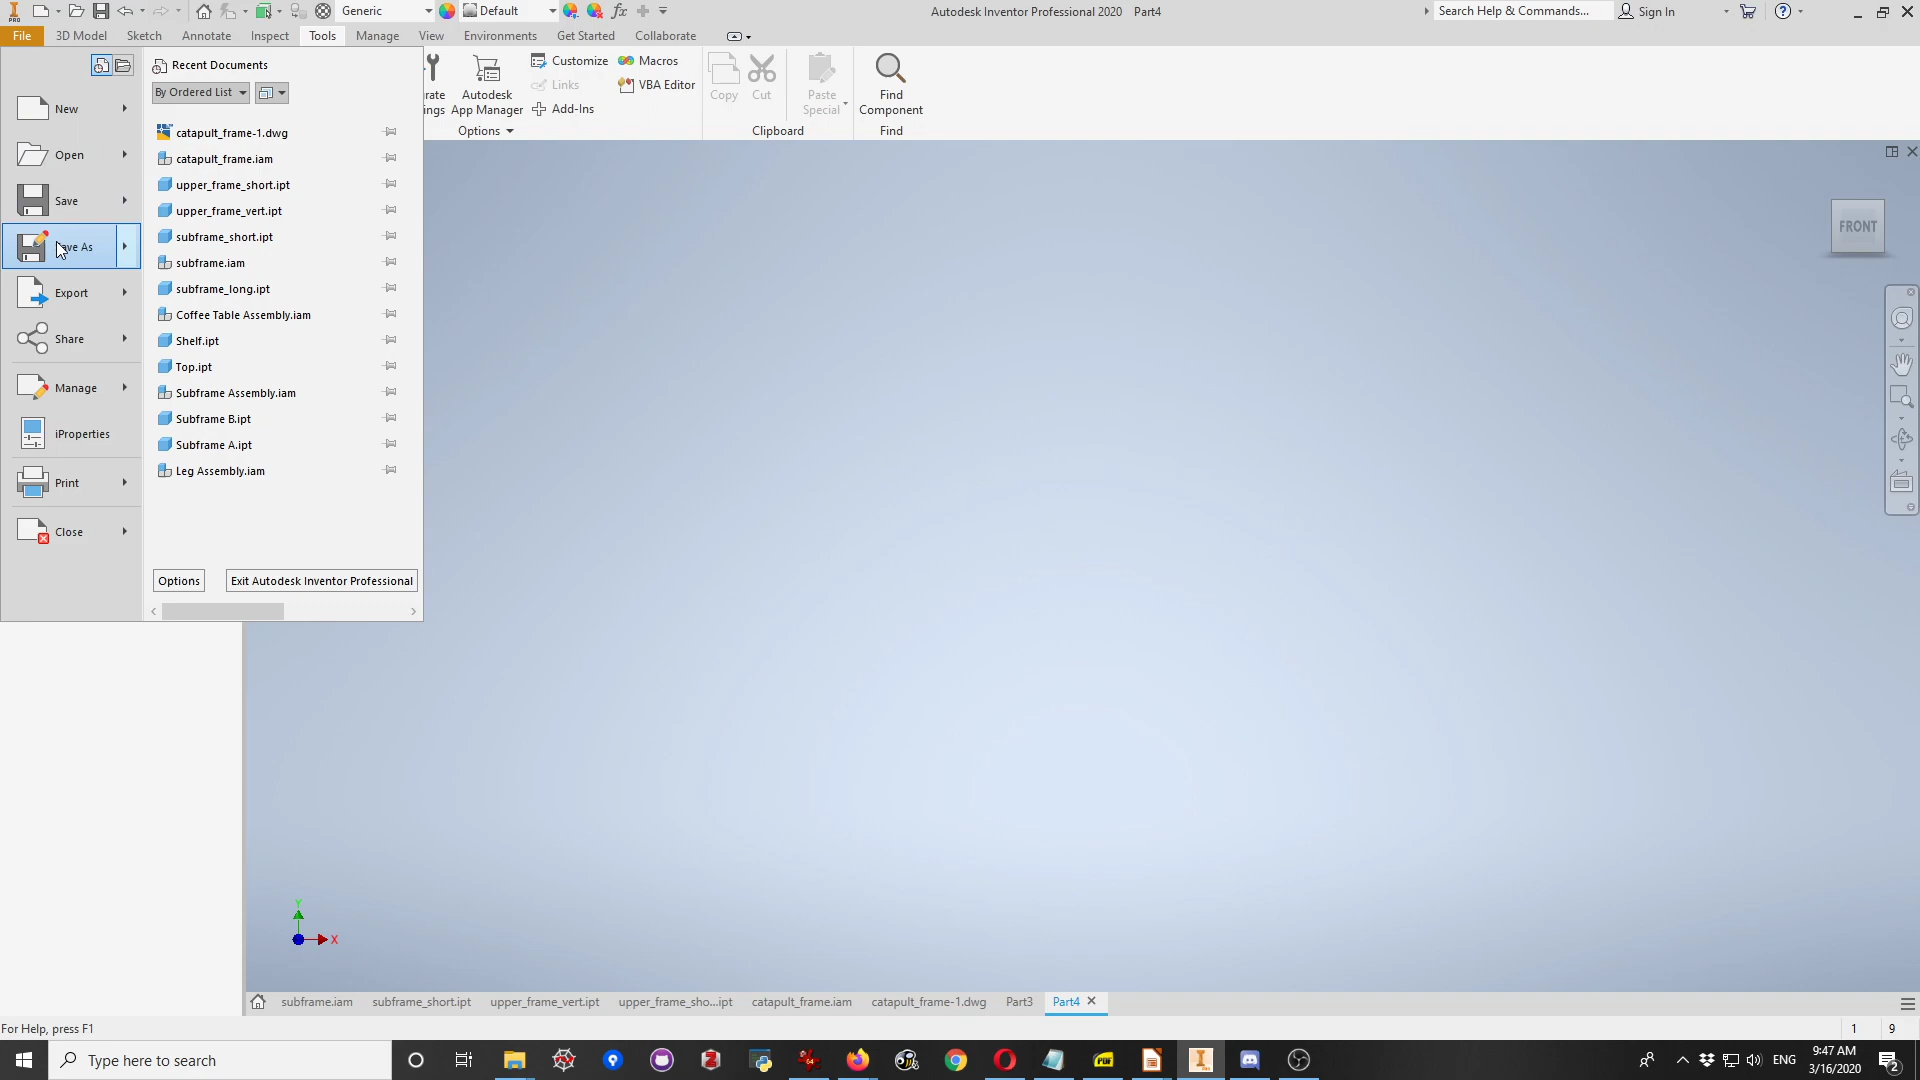 PRO
Generic
Default
Autodesk Inventor Professional 2020 Part4
Search Help & Commands...
Sign In
File
3D Model
Sketch
Annotate
Inspect
Tools
Manage
View
Environments
Get Started
Collaborate
Recent Documents
By Ordered List
New
Open
Save
Save As
Export
Share
Manage
iProperties
Print
Close
catapult_frame-1.dwg
catapult_frame.iam
upper_frame_short.ipt
upper_frame_vert.ipt
subframe_short.ipt
subframe.iam
subframe_long.ipt
Coffee Table Assembly.iam
Shelf.ipt
Top.ipt
Subframe Assembly.iam
Subframe B.ipt
Subframe A.ipt
Leg Assembly.iam
Options
Exit Autodesk Inventor Professional
Autodesk
App Manager
Customize
Links
Add-Ins
Macros
VBA Editor
Options
Copy
Cut
Paste
Special
Clipboard
Find
Component
Find
FRONT
Y
X
subframe.iam
subframe_short.ipt
upper_frame_vert.ipt
upper_frame_sho...ipt
catapult_frame.iam
catapult_frame-1.dwg
Part3
Part4
For Help, press F1
1
9
Type here to search
PDF
ENG
9:47 AM
3/16/2020
2